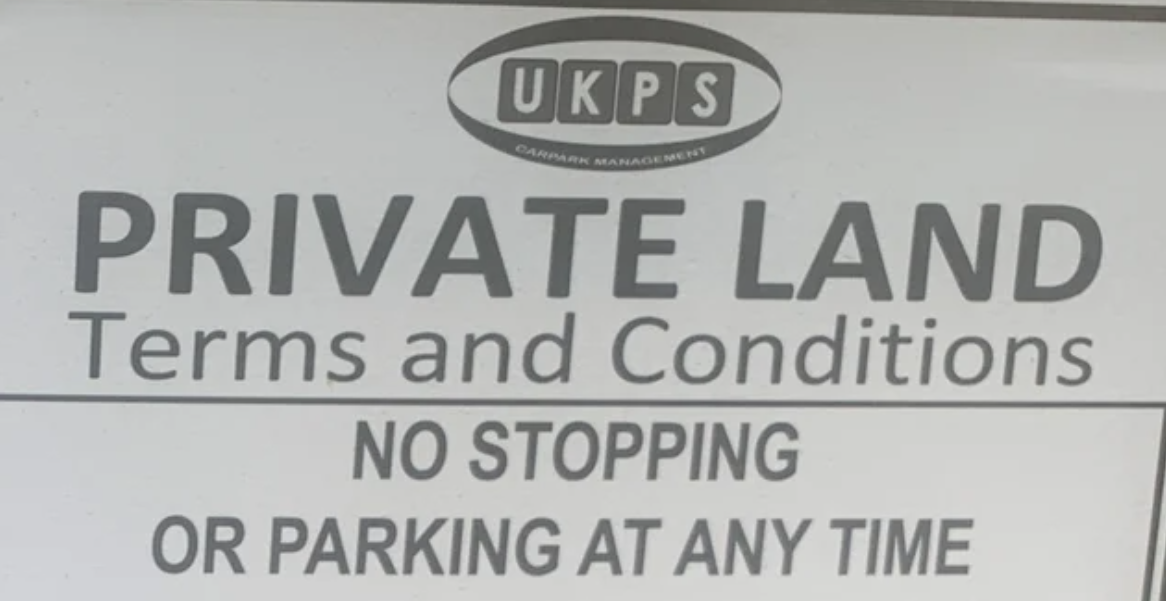 UKPS
CARPARK MANAGEMENT
PRIVATE LAND
Terms and Conditions
NO STOPPING
OR PARKING AT ANY TIME